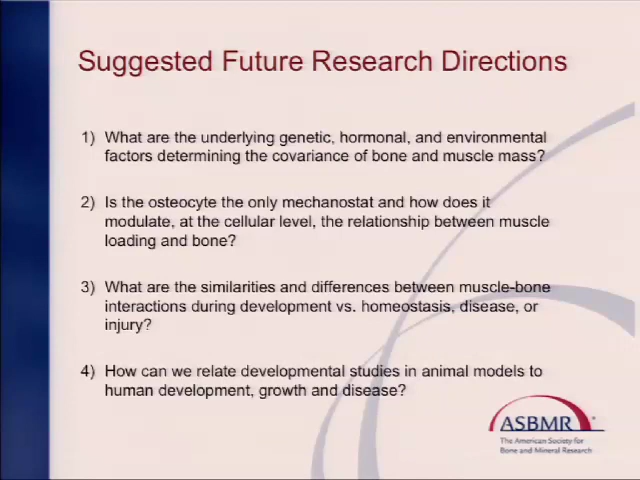 Suggested Future Research Directions
1) What are the underlying genetic, hormonal, and environmental
factors determining the covariance of bone and muscle mass?
2) Is the osteocyte the only mechanostat and how does it
modulate, at the cellular level, the relationship between muscle
loading and bone?
3) What are the similarities and differences between muscle-bone
interactions during development vs. homeostasis, disease, or
injury?
4) How can we relate developmental studies in animal models to
human development, growth and disease?
ASBMR
The American Society for
Bone and Mineral Research